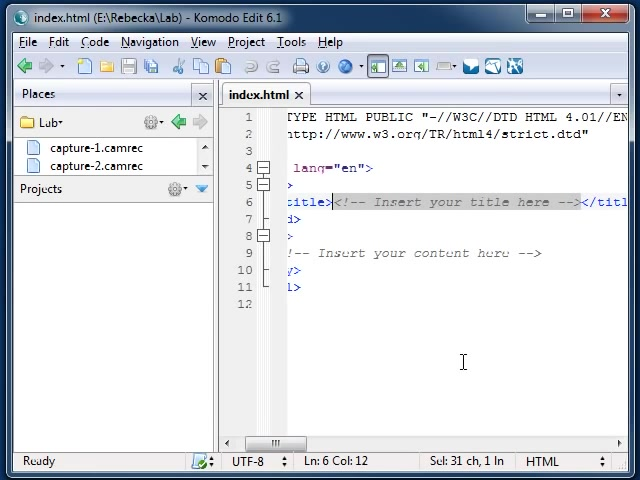 index.html (E:\Rebecka\Lab) - Komodo Edit 6.1
File Edit Code Navigation View Project Tools Help
Places
Lab
capture-1.camrec
capture-2.camrec
Projects
index.html
1 TYPE HTML PUBLIC "-//W3C//DTD HTML 4.01//EN
2 http://www.w3.org/TR/html4/strict.dtd"
3
4 lang="en">
5 >
6 title><!-- Insert your title here --></titl
7 d>
8 >
9 !-- Insert your content here -->
10 y>
11 l>
12
Ready UTF-8 Ln: 6 Col: 12 Sel: 31 ch, 1 ln HTML